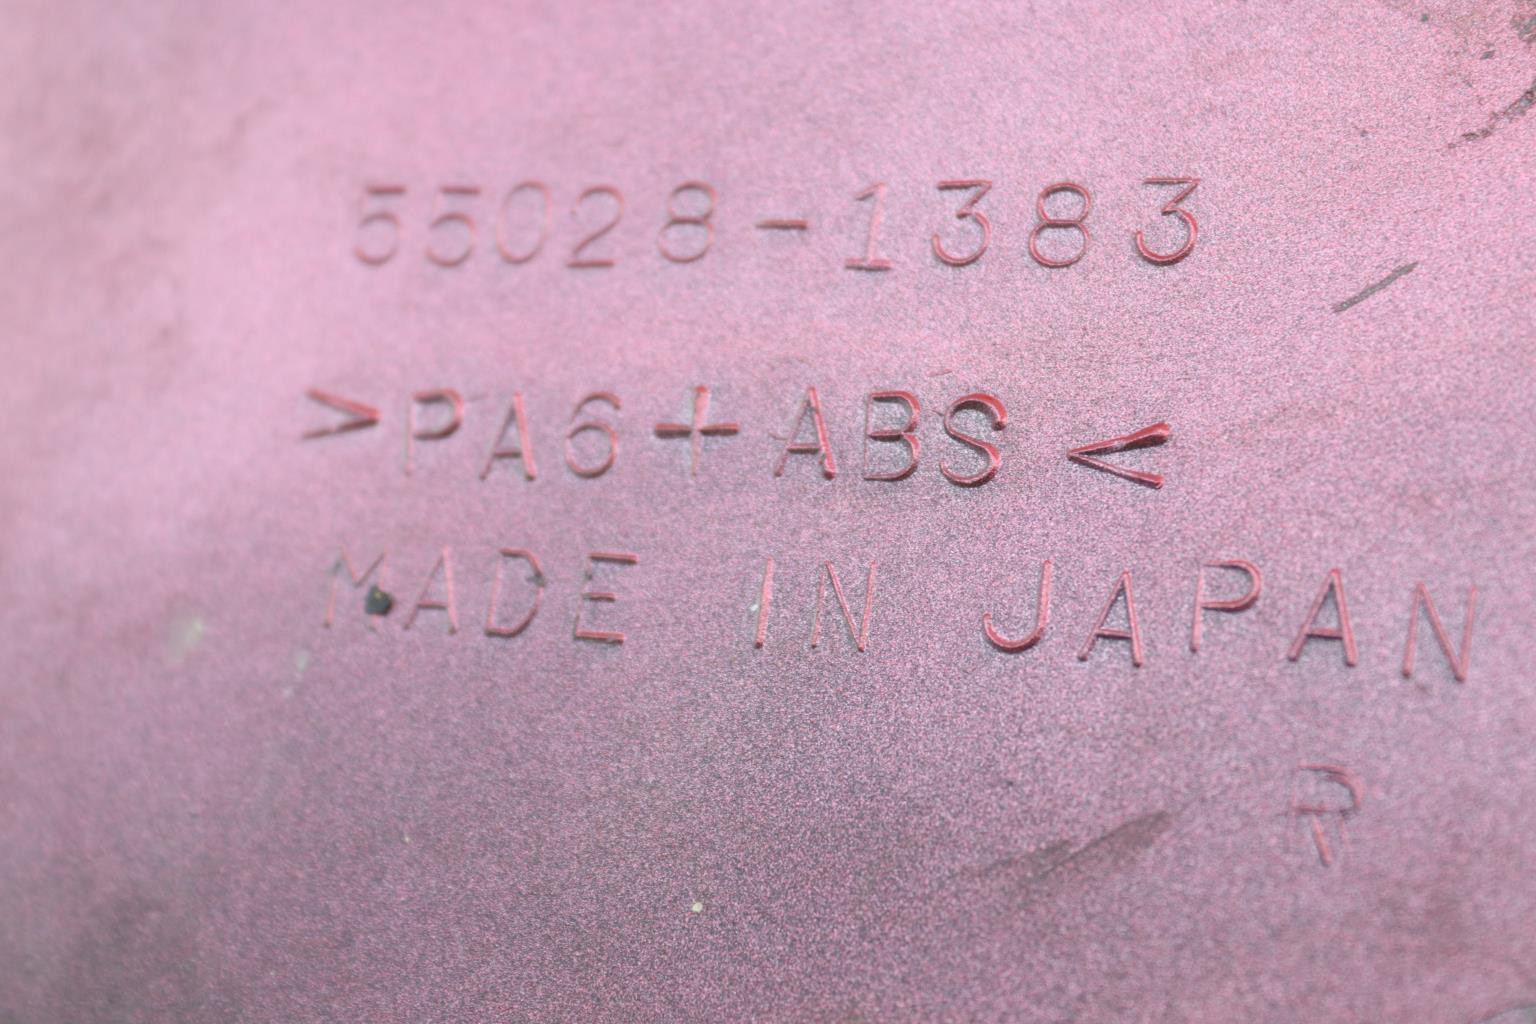 55028-1383
>PA6+ABS<
MADE IN JAPAN
R